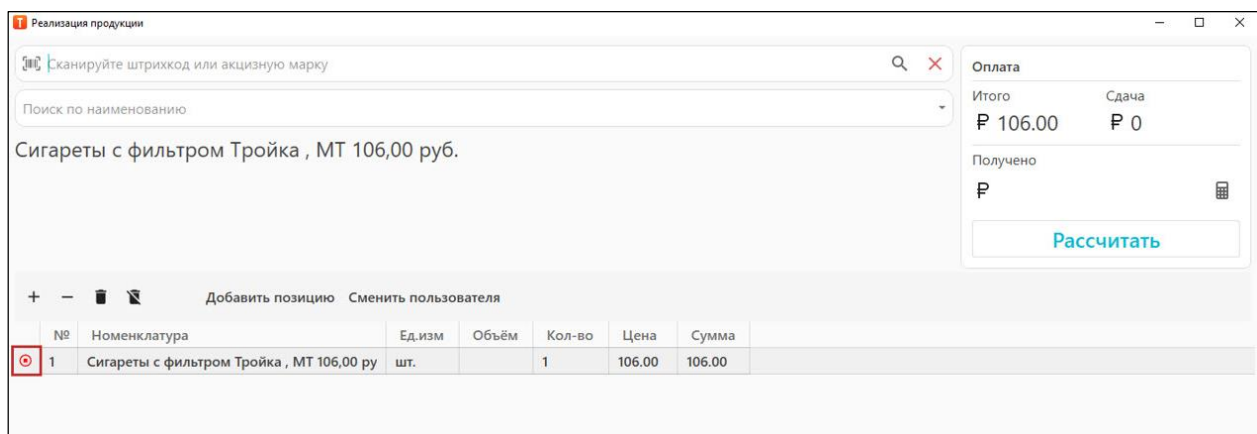 Реализация продукции
Сканируйте штрихкод или акцизную марку
Поиск по наименованию
Сигареты с фильтром Тройка , МТ 106,00 руб.
Оплата
Итого Сдача
₽ 106.00 ₽ 0
Получено
₽
Рассчитать
Добавить позицию Сменить пользователя
№ Номенклатура Ед.изм Объём Кол-во Цена Сумма
1 Сигареты с фильтром Тройка , МТ 106,00 ру шт. 1 106.00 106.00